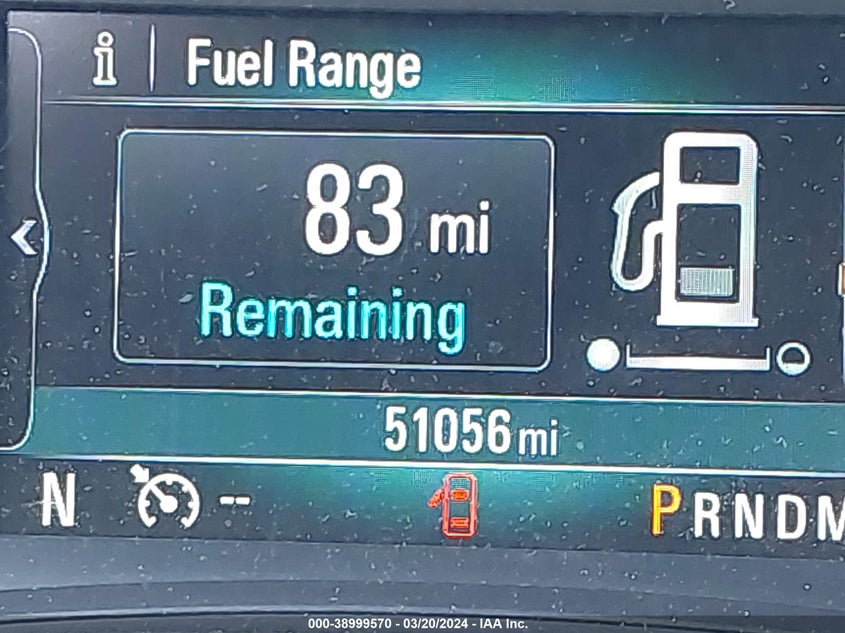 i Fuel Range
83 mi
Remaining
51056 mi
N -- PRNDM
000-38999570 - 03/20/2024 - IAA Inc.